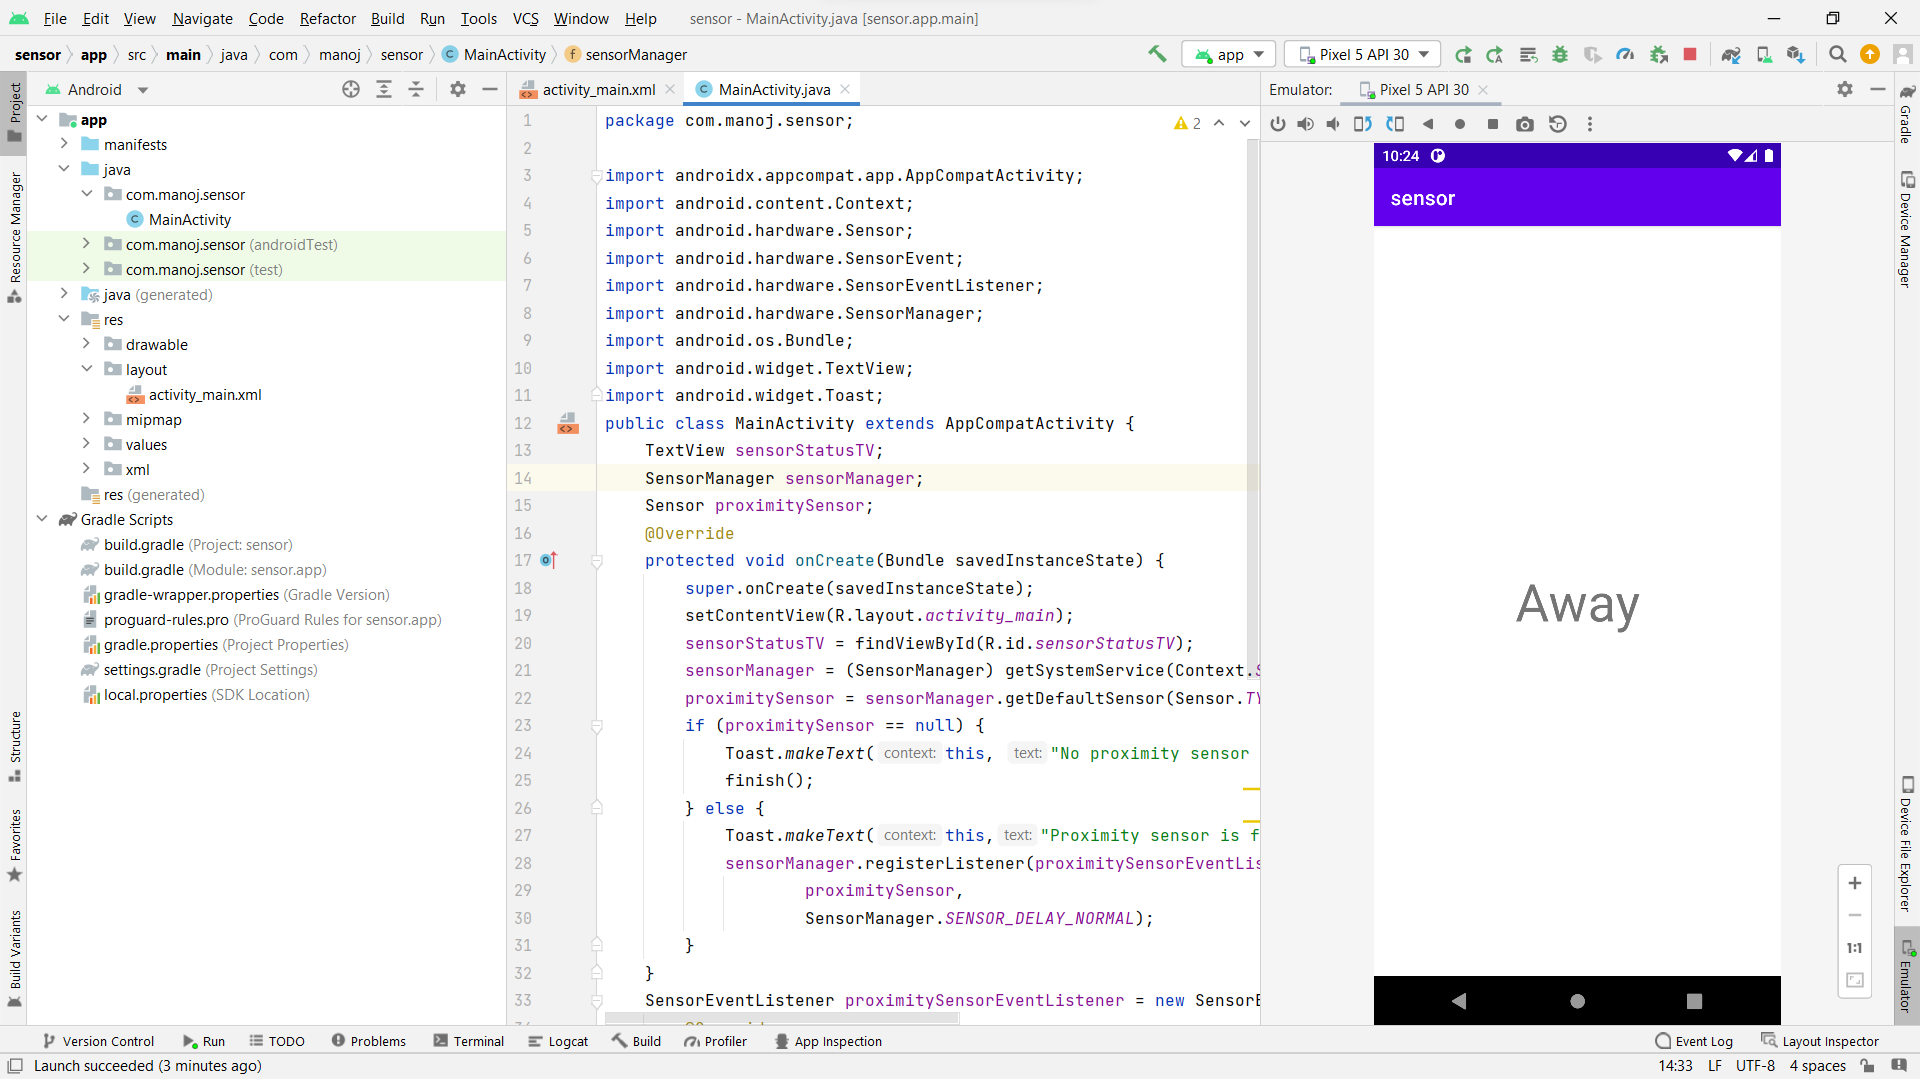 File Edit View Navigate Code Refactor Build Run Tools VCS Window Help sensor - MainActivity.java [sensor.app.main]
sensor app src main java com manoj sensor C MainActivity f sensorManager app Pixel 5 API 30
Project
Resource Manager
Structure
Favorites
Build Variants
Android
app
manifests
java
com.manoj.sensor
C MainActivity
com.manoj.sensor (androidTest)
com.manoj.sensor (test)
java (generated)
res
drawable
layout
activity_main.xml
mipmap
values
xml
res (generated)
Gradle Scripts
build.gradle (Project: sensor)
build.gradle (Module: sensor.app)
gradle-wrapper.properties (Gradle Version)
proguard-rules.pro (ProGuard Rules for sensor.app)
gradle.properties (Project Properties)
settings.gradle (Project Settings)
local.properties (SDK Location)
activity_main.xml C MainActivity.java
2
1 package com.manoj.sensor;
2
3 import androidx.appcompat.app.AppCompatActivity;
4 import android.content.Context;
5 import android.hardware.Sensor;
6 import android.hardware.SensorEvent;
7 import android.hardware.SensorEventListener;
8 import android.hardware.SensorManager;
9 import android.os.Bundle;
10 import android.widget.TextView;
11 import android.widget.Toast;
12 public class MainActivity extends AppCompatActivity {
13 TextView sensorStatusTV;
14 SensorManager sensorManager;
15 Sensor proximitySensor;
16 @Override
17 protected void onCreate(Bundle savedInstanceState) {
18 super.onCreate(savedInstanceState);
19 setContentView(R.layout.activity_main);
20 sensorStatusTV = findViewById(R.id.sensorStatusTV);
21 sensorManager = (SensorManager) getSystemService(Context.S
22 proximitySensor = sensorManager.getDefaultSensor(Sensor.TY
23 if (proximitySensor == null) {
24 Toast.makeText( context: this, text: "No proximity sensor
25 finish();
26 } else {
27 Toast.makeText( context: this, text: "Proximity sensor is f
28 sensorManager.registerListener(proximitySensorEventLis
29 proximitySensor,
30 SensorManager.SENSOR_DELAY_NORMAL);
31 }
32 }
33 SensorEventListener proximitySensorEventListener = new SensorE
Emulator: Pixel 5 API 30
10:24
sensor
Away
1:1
Gradle
Device Manager
Device File Explorer
Emulator
Version Control Run TODO Problems Terminal Logcat Build Profiler App Inspection Event Log Layout Inspector
Launch succeeded (3 minutes ago) 14:33 LF UTF-8 4 spaces